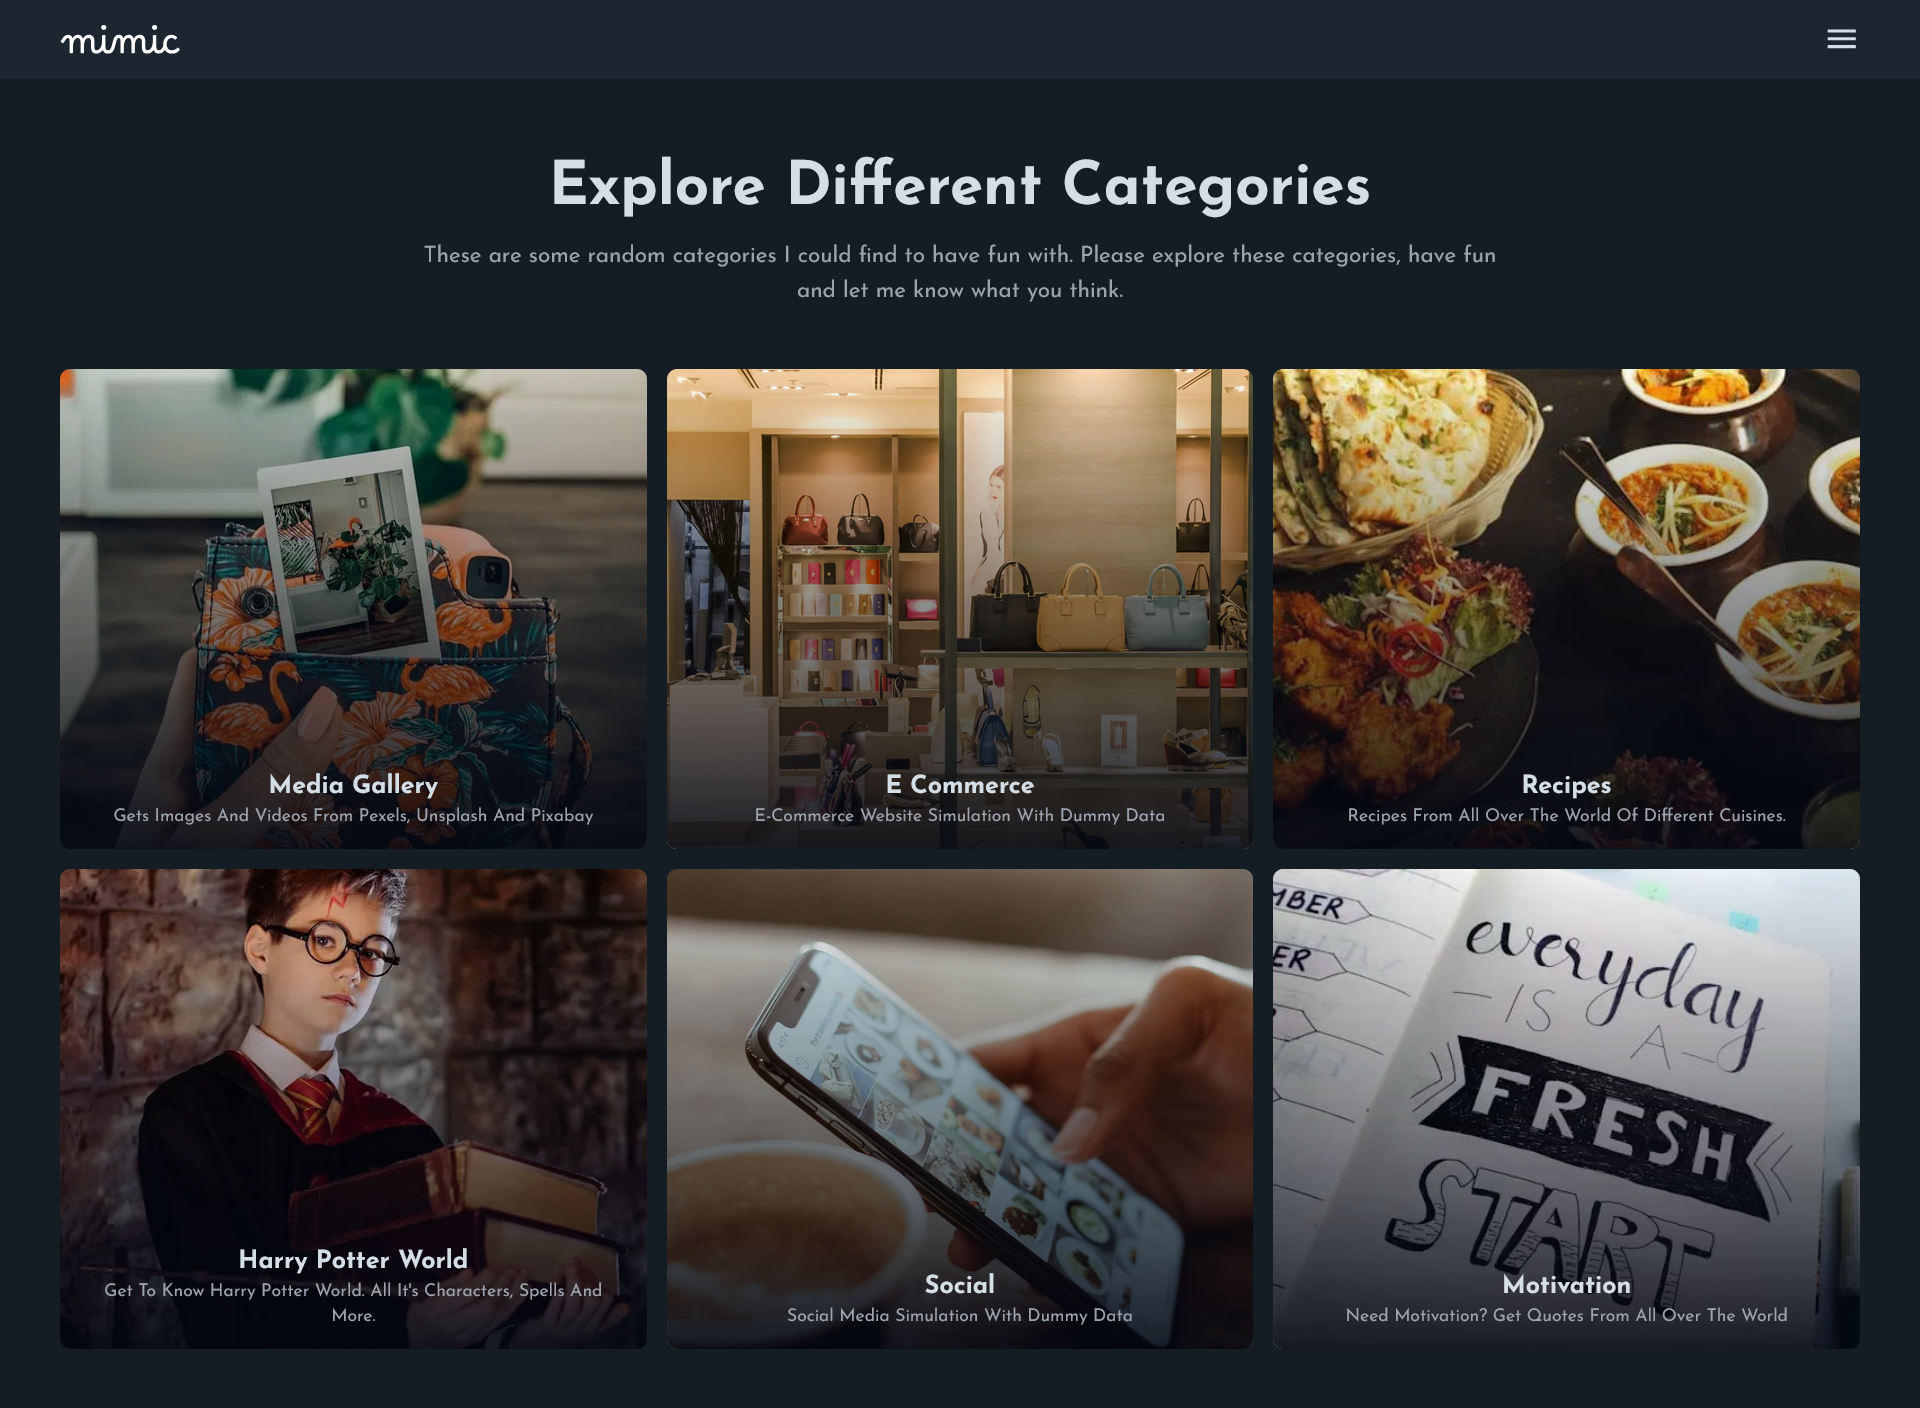 mimic
Explore Different Categories
These are some random categories I could find to have fun with. Please explore these categories, have fun
and let me know what you think.
Media Gallery
Gets Images And Videos From Pexels, Unsplash And Pixabay
E Commerce
E-Commerce Website Simulation With Dummy Data
Recipes
Recipes From All Over The World Of Different Cuisines.
Harry Potter World
Get To Know Harry Potter World. All It's Characters, Spells And
More.
Social
Social Media Simulation With Dummy Data
MBER
ER
everyday
IS
A
FRESH
START
Motivation
Need Motivation? Get Quotes From All Over The World